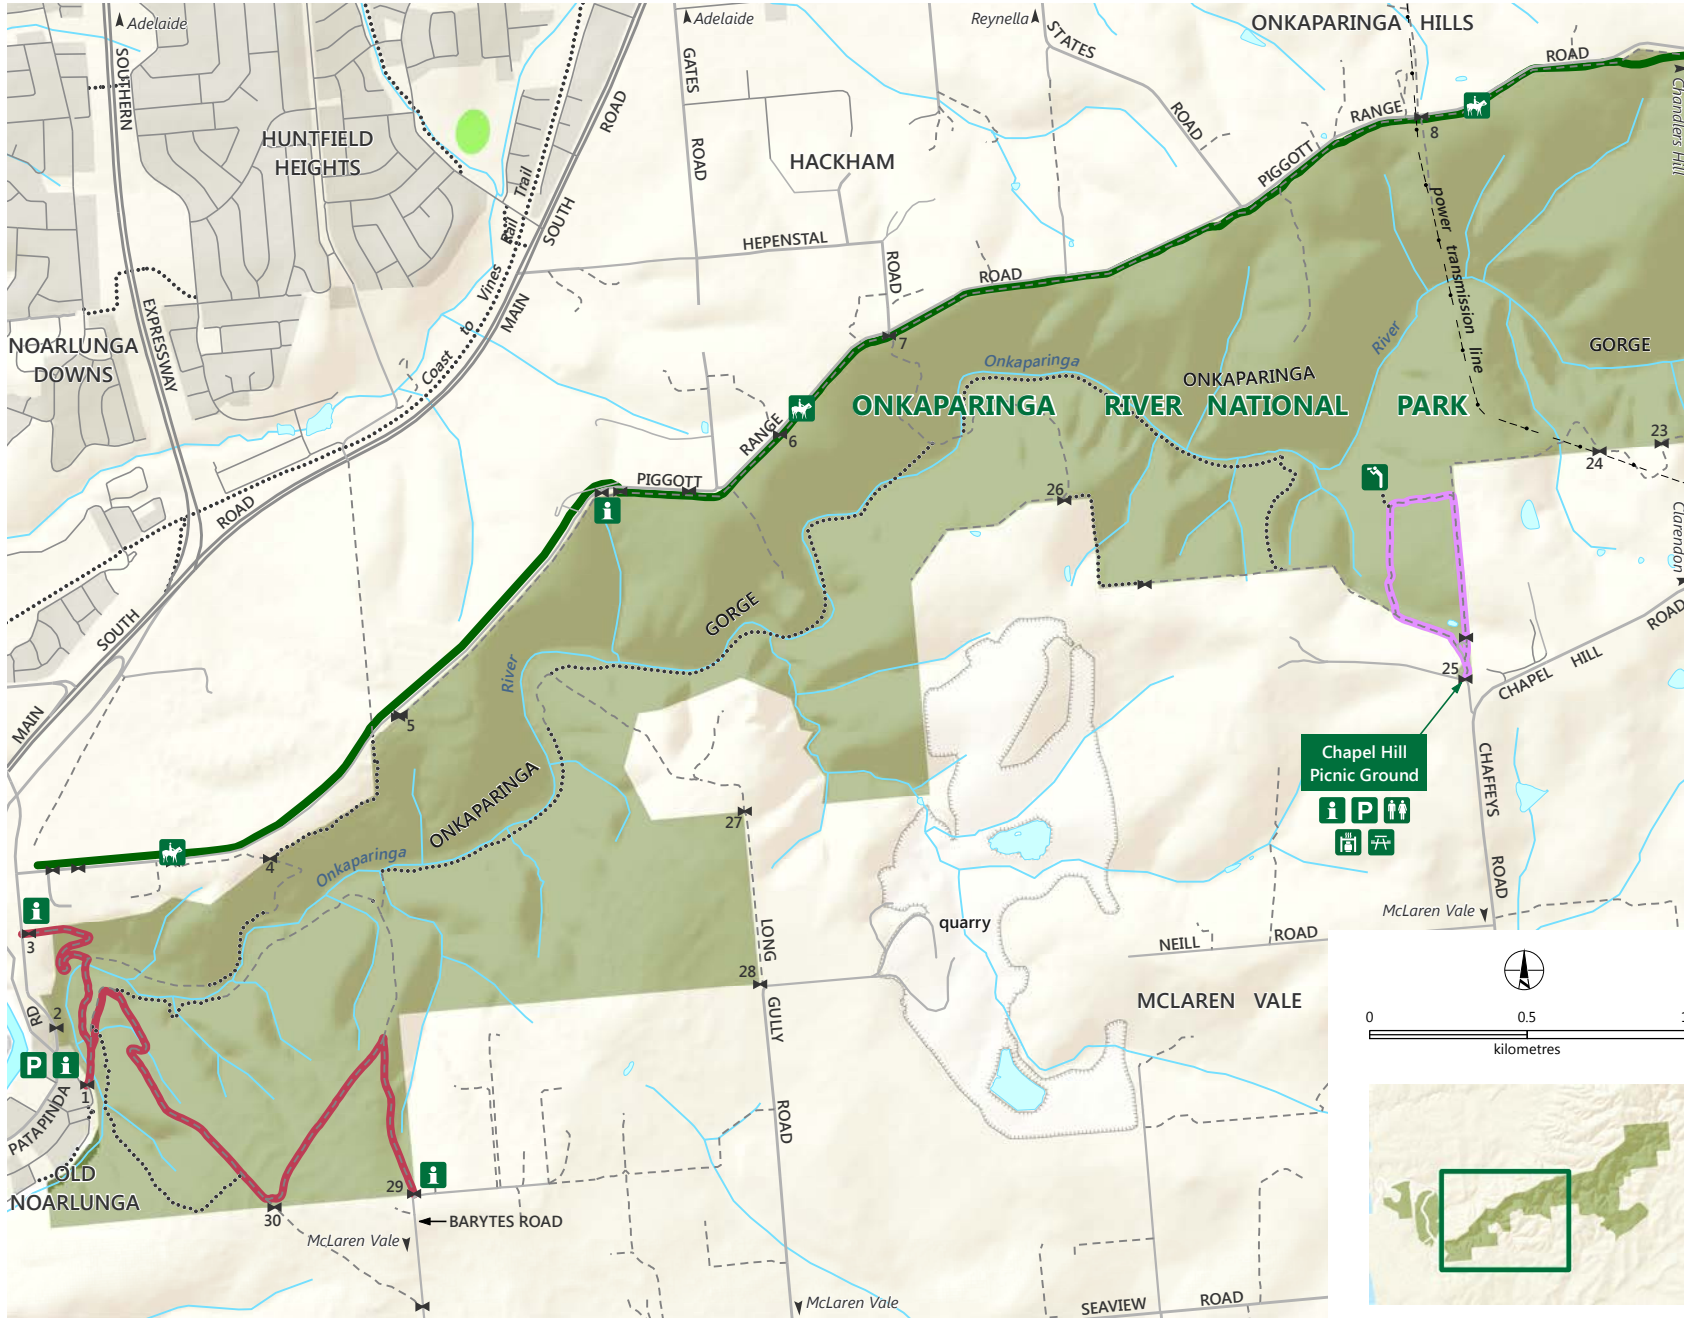 Adelaide
Adelaide
Reynella
ONKAPARINGA HILLS
SOUTHERN
EXPRESSWAY
GATES
ROAD
STATES
ROAD
RANGE
ROAD
8
Chandlers Hill
HUNTFIELD
HEIGHTS
ROAD
SOUTH
MAIN
Coast to Vines Rail Trail
HACKHAM
PIGGOTT
power transmission line
HEPENSTAL
ROAD
ROAD
NOARLUNGA
DOWNS
7
Onkaparinga
River
GORGE
ONKAPARINGA
ONKAPARINGA RIVER NATIONAL PARK
RANGE
6
23
24
PIGGOTT
i
26
ROAD
SOUTH
MAIN
Clarendon
ROAD
HILL
CHAPEL
GORGE
River
25
5
Chapel Hill
Picnic Ground
i P
CHAFFEYS
ROAD
ONKAPARINGA
27
4
Onkaparinga
i
3
McLaren Vale
LONG
GULLY
ROAD
quarry
NEILL
ROAD
28
MCLAREN VALE
RD
PATAPINDA
2
P i
1
0
0.5
1
kilometres
OLD
NOARLUNGA
29
i
30
BARYTES ROAD
McLaren Vale
McLaren Vale
SEAVIEW
ROAD